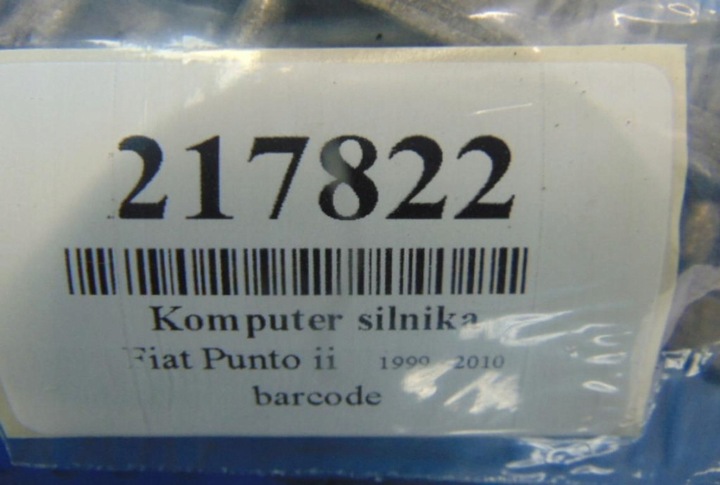 217822
Komputer silnika
Fiat Punto ii 1999 2010
barcode